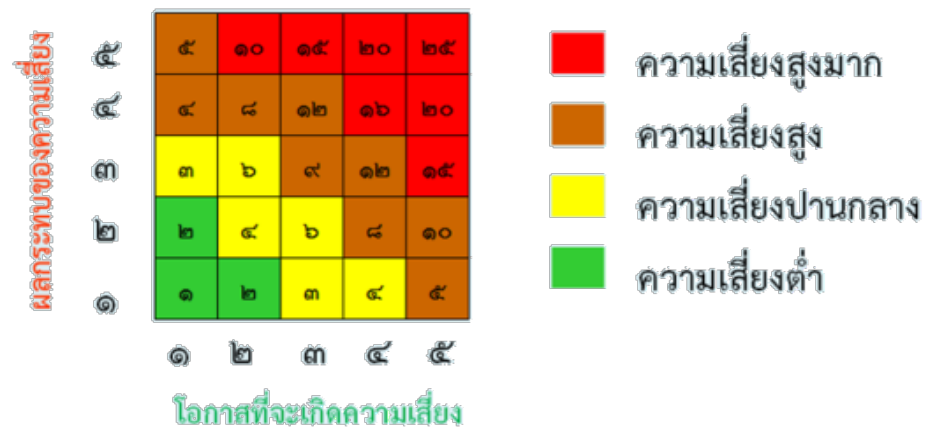 ผลกระทบของความเสี่ยง
๕ ๕ ๑๐ ๑๕ ๒๐ ๒๕
๔ ๔ ๘ ๑๒ ๑๖ ๒๐
๓ ๓ ๖ ๙ ๑๒ ๑๕
๒ ๒ ๔ ๖ ๘ ๑๐
๑ ๑ ๒ ๓ ๔ ๕
๑ ๒ ๓ ๔ ๕
โอกาสที่จะเกิดความเสี่ยง
ความเสี่ยงสูงมาก
ความเสี่ยงสูง
ความเสี่ยงปานกลาง
ความเสี่ยงต่ำ